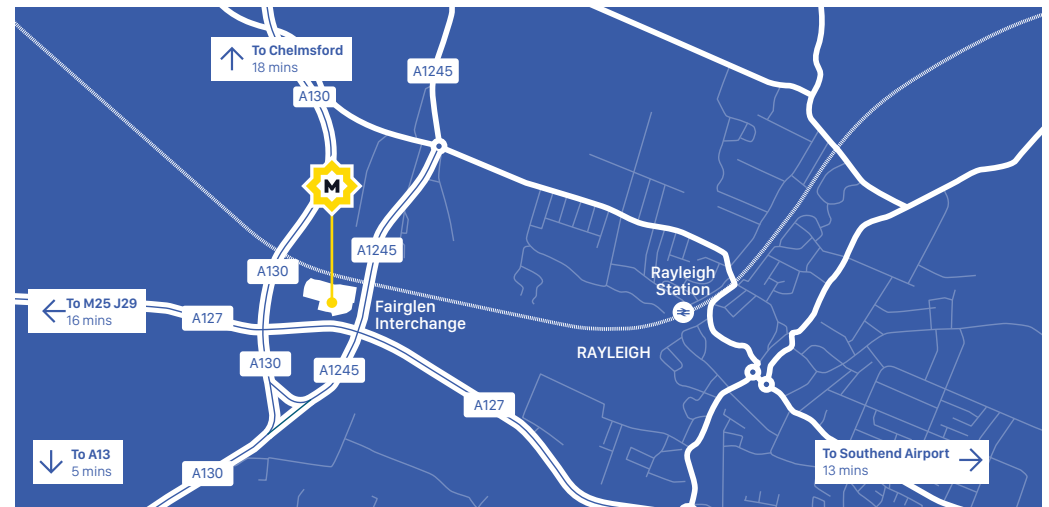 To Chelmsford
18 mins
A1245
A130
M
A1245
A130
Rayleigh
Station
To M25 J29
16 mins
A127
Fairglen
Interchange
RAYLEIGH
A130
A1245
A127
To A13
5 mins
A130
To Southend Airport
13 mins